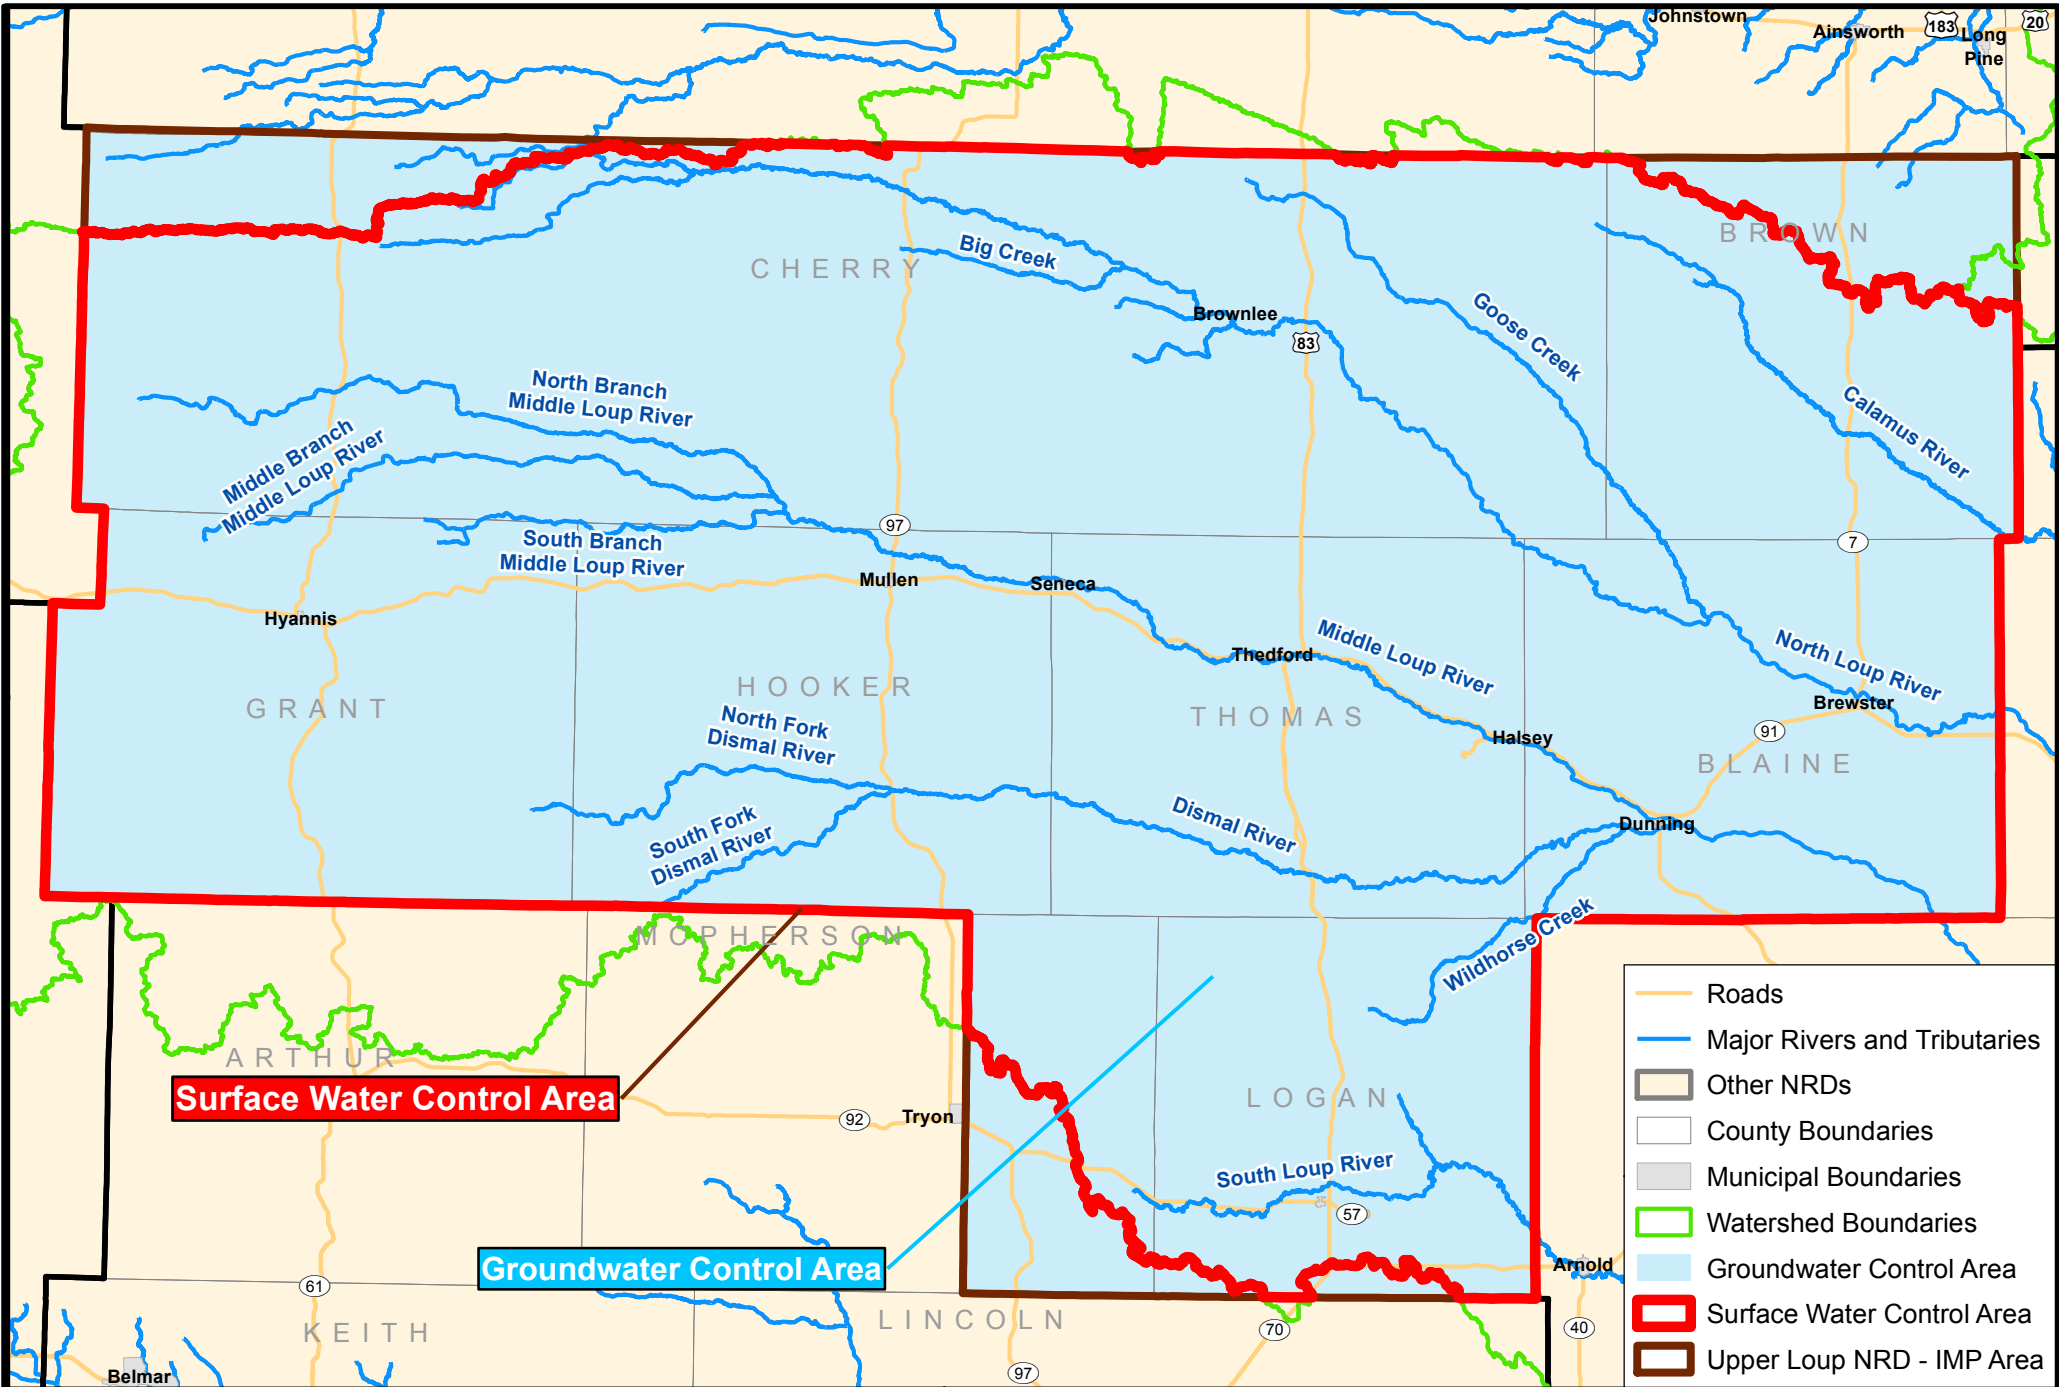 Johnstown
Ainsworth
183
Long
Pine
20
BROWN
CHERRY
Big Creek
Brownlee
83
Goose Creek
Calamus River
North Branch
Middle Loup River
Middle Branch
Middle Loup River
South Branch
Middle Loup River
97
7
Mullen
Seneca
Hyannis
Thedford
Middle Loup River
North Loup River
Brewster
GRANT
HOOKER
THOMAS
North Fork
Dismal River
Halsey
91
BLAINE
South Fork
Dismal River
Dismal River
Dunning
Wildhorse Creek
MCPHERSON
ARTHUR
Surface Water Control Area
92
Tryon
LOGAN
South Loup River
57
Groundwater Control Area
Arnold
61
KEITH
LINCOLN
70
40
97
Belmar
Roads
Major Rivers and Tributaries
Other NRDs
County Boundaries
Municipal Boundaries
Watershed Boundaries
Groundwater Control Area
Surface Water Control Area
Upper Loup NRD - IMP Area